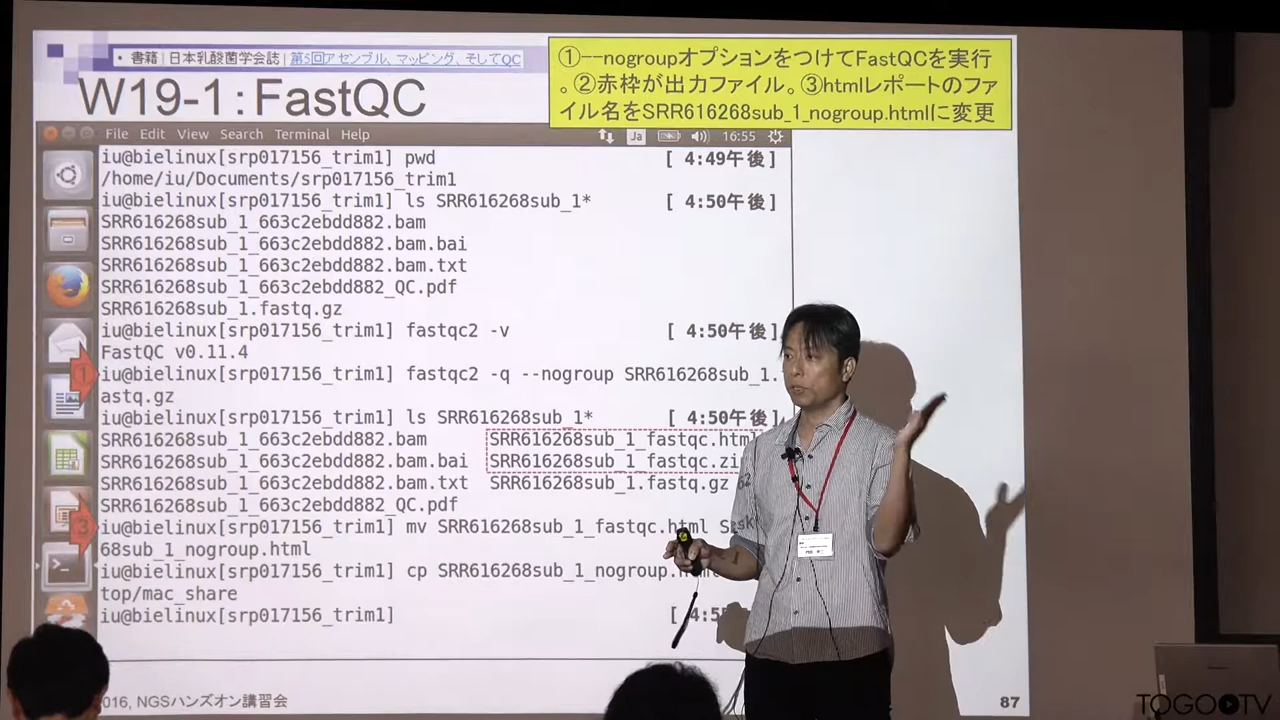 • 書籍 | 日本乳酸菌学会誌 | 第5回アセンブル、マッピング、そしてQC
W19-1：FastQC
①--nogroupオプションをつけてFastQCを実行
。②赤枠が出力ファイル。③htmlレポートのファ
イル名をSRR616268sub_1_nogroup.htmlに変更
File Edit View Search Terminal Help Ja 16:55
iu@bielinux[srp017156_trim1] pwd [ 4:49午後]
/home/iu/Documents/srp017156_trim1
iu@bielinux[srp017156_trim1] ls SRR616268sub_1* [ 4:50午後]
SRR616268sub_1_663c2ebdd882.bam
SRR616268sub_1_663c2ebdd882.bam.bai
SRR616268sub_1_663c2ebdd882.bam.txt
SRR616268sub_1_663c2ebdd882_QC.pdf
SRR616268sub_1.fastq.gz
iu@bielinux[srp017156_trim1] fastqc2 -v [ 4:50午後]
FastQC v0.11.4
① iu@bielinux[srp017156_trim1] fastqc2 -q --nogroup SRR616268sub_1.
astq.gz
iu@bielinux[srp017156_trim1] ls SRR616268sub_1* [ 4:50午後]
SRR616268sub_1_663c2ebdd882.bam SRR616268sub_1_fastqc.html
SRR616268sub_1_663c2ebdd882.bam.bai SRR616268sub_1_fastqc.zi
SRR616268sub_1_663c2ebdd882.bam.txt SRR616268sub_1.fastq.gz
SRR616268sub_1_663c2ebdd882_QC.pdf
③ iu@bielinux[srp017156_trim1] mv SRR616268sub_1_fastqc.html S
68sub_1_nogroup.html
iu@bielinux[srp017156_trim1] cp SRR616268sub_1_nogroup.html
top/mac_share
iu@bielinux[srp017156_trim1] [ 4:5
016, NGSハンズオン講習会
87
TOGOTV